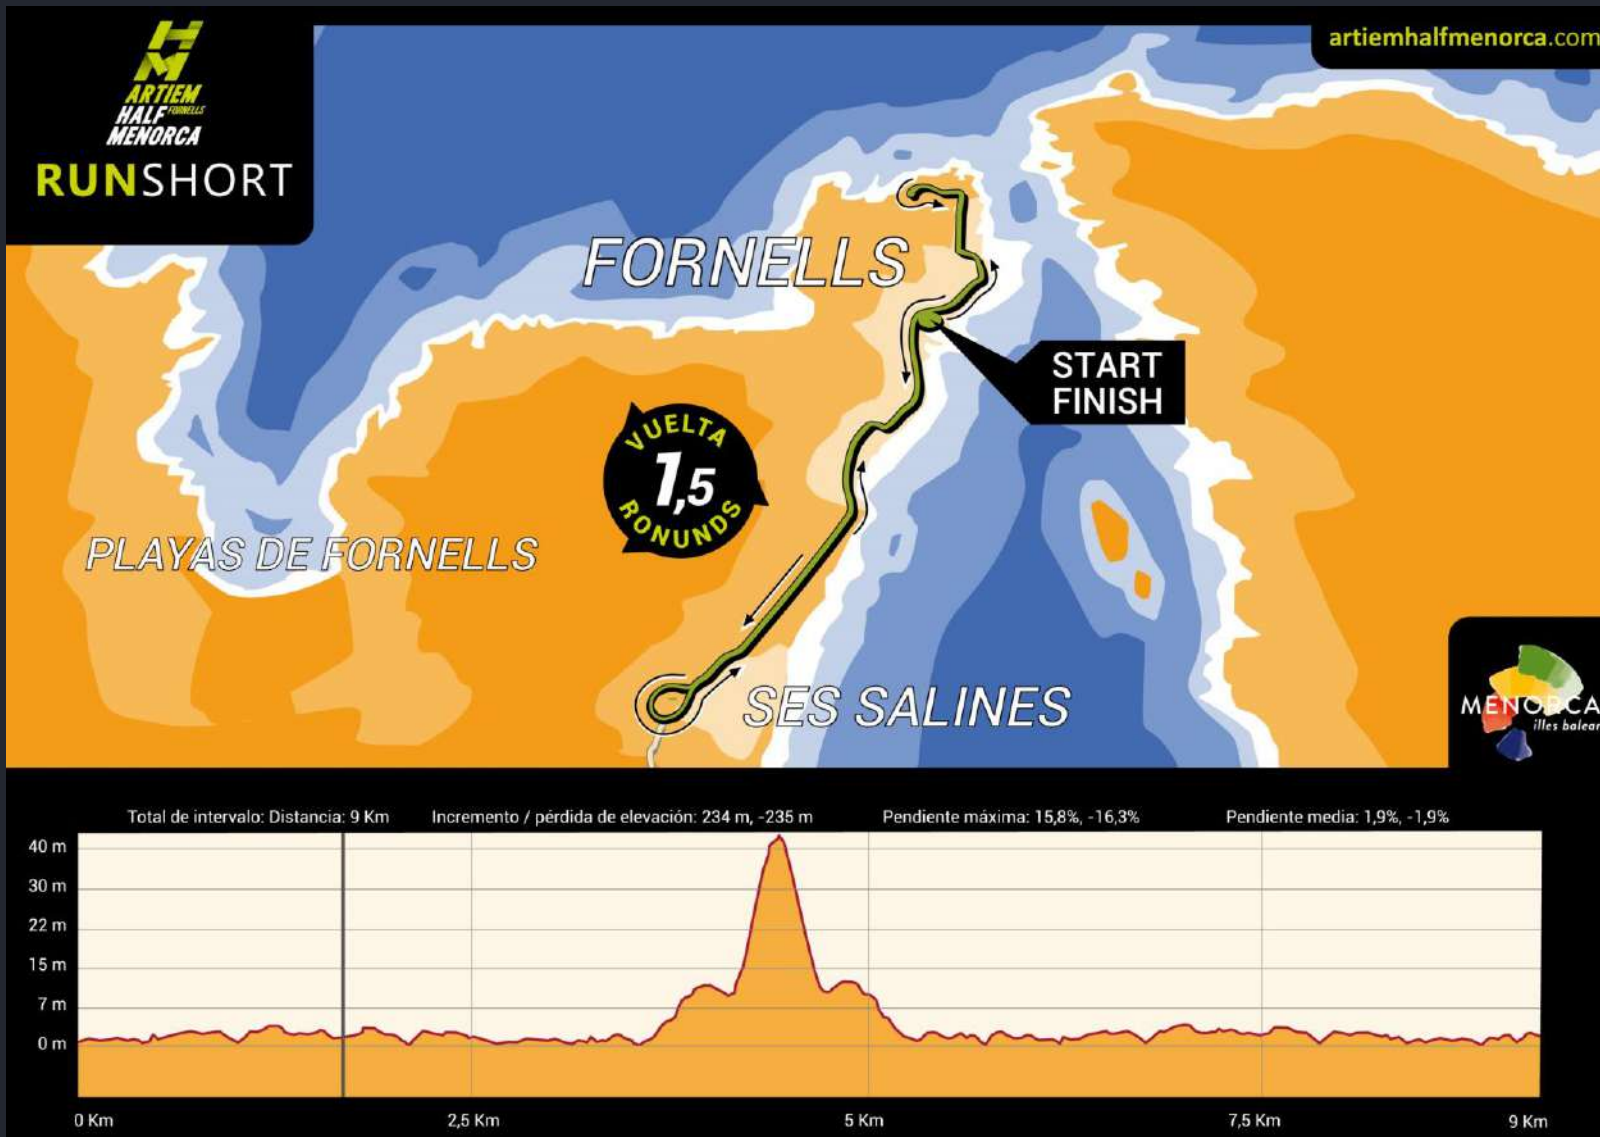 ARTIEM
HALF FORNELLS
MENORCA
RUNSHORT
artiemhalfmenorca.com
FORNELLS
START
FINISH
VUELTA
1,5
RONUNDS
PLAYAS DE FORNELLS
SES SALINES
MENORCA
illes balear
Total de intervalo: Distancia: 9 Km
Incremento / pérdida de elevación: 234 m, -235 m
Pendiente máxima: 15,8%, -16,3%
Pendiente media: 1,9%, -1,9%
40 m
30 m
22 m
15 m
7 m
0 m
0 Km
2,5 Km
5 Km
7,5 Km
9 Km